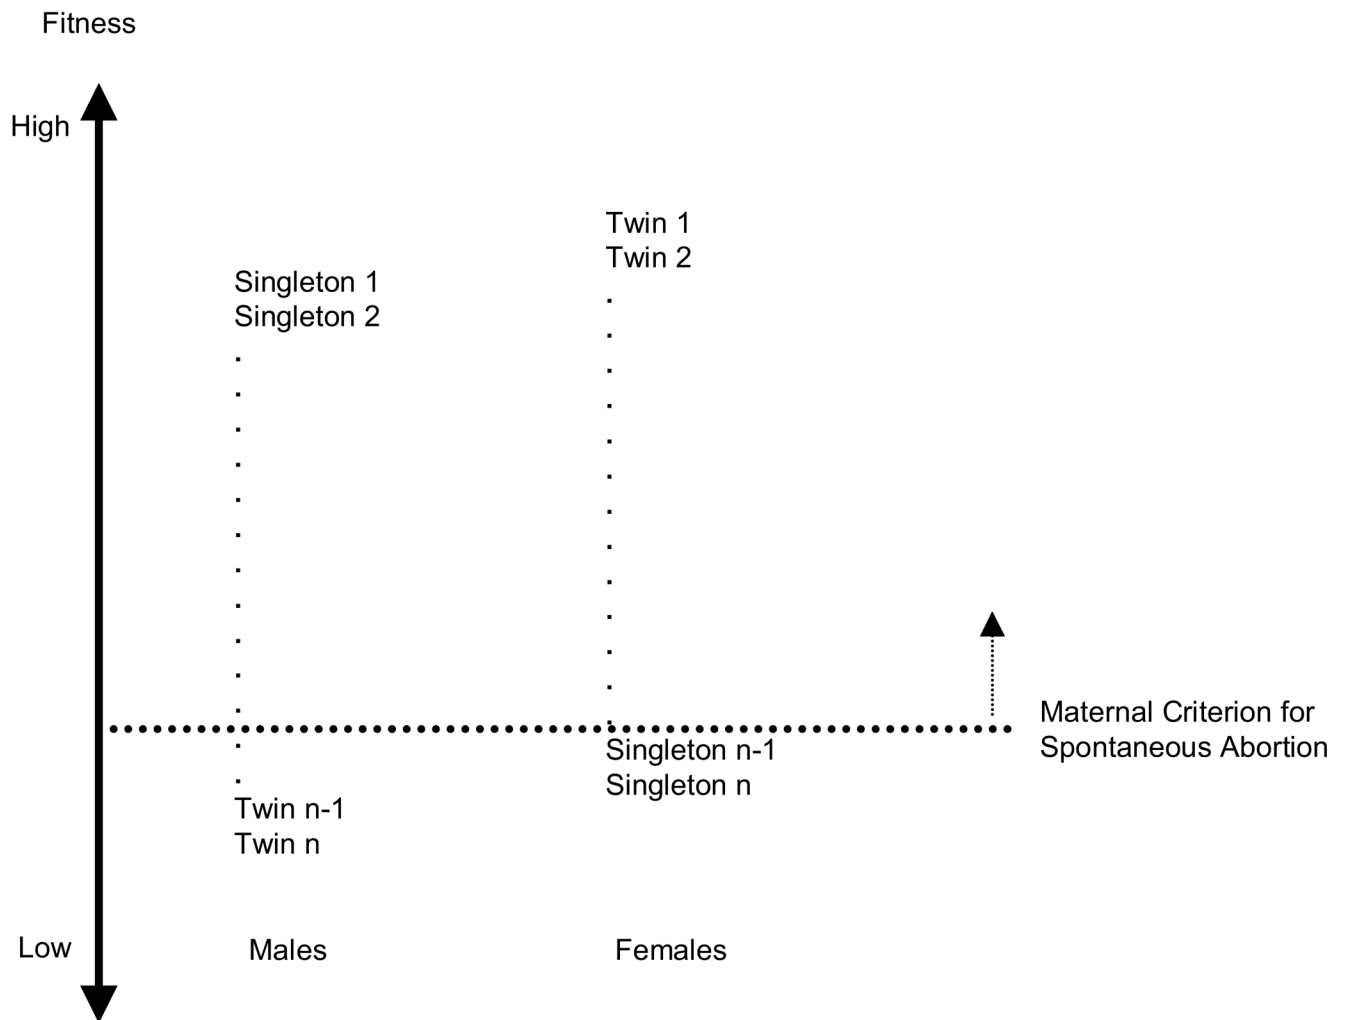 Fitness
High
Twin 1
Twin 2
Singleton 1
Singleton 2
Maternal Criterion for
Spontaneous Abortion
Singleton n-1
Singleton n
Twin n-1
Twin n
Low
Males
Females